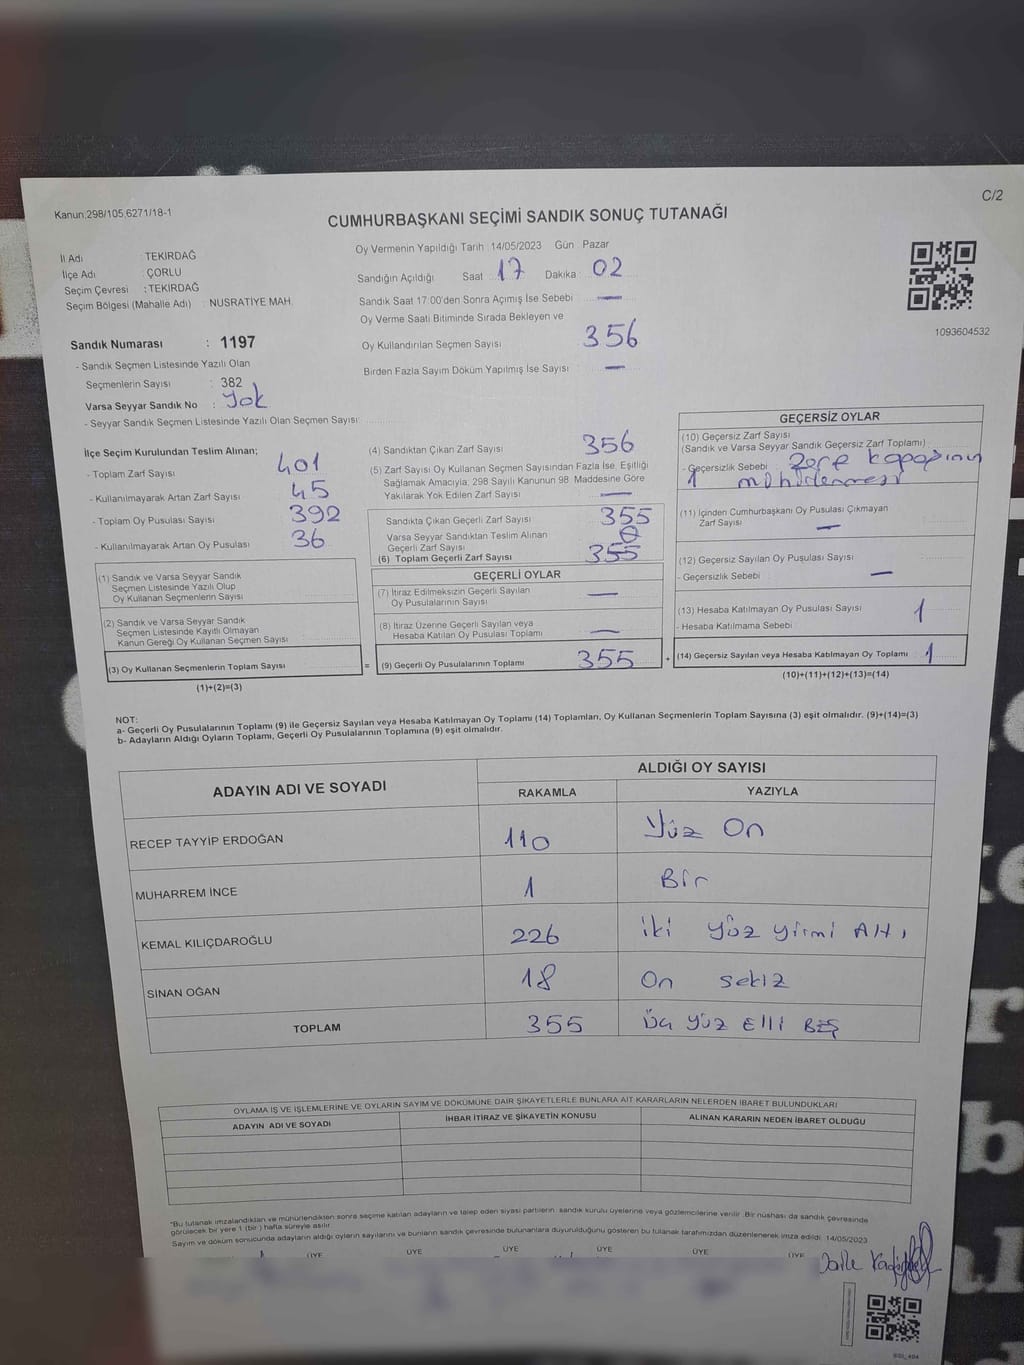 C/2
Kanun:298/105,6271/18-1
CUMHURBAŞKANI SEÇİMİ SANDIK SONUÇ TUTANAĞI
İl Adı TEKİRDAĞ
İlçe Adı ÇORLU
Seçim Çevresi : TEKİRDAĞ
Seçim Bölgesi (Mahalle Adı) : NUSRATİYE MAH.
Sandık Numarası : 1197
- Sandık Seçmen Listesinde Yazılı Olan
Seçmenlerin Sayısı : 382
Varsa Seyyar Sandık No : Yok
- Seyyar Sandık Seçmen Listesinde Yazılı Olan Seçmen Sayısı
Oy Vermenin Yapıldığı Tarih 14/05/2023 Gün Pazar
Sandığın Açıldığı Saat 17 Dakika 02
Sandık Saat 17:00'den Sonra Açımış İse Sebebi —
Oy Verme Saati Bitiminde Sırada Bekleyen ve
Oy Kullandırılan Seçmen Sayısı 356
Birden Fazla Sayım Döküm Yapılmış İse Sayısı —
1093604532
İlçe Seçim Kurulundan Teslim Alınan;
- Toplam Zarf Sayısı 401
- Kullanılmayarak Artan Zarf Sayısı 45
- Toplam Oy Pusulası Sayısı 392
- Kullanılmayarak Artan Oy Pusulası 36
(1) Sandık ve Varsa Seyyar Sandık
Seçmen Listesinde Yazılı Olup
Oy Kullanan Seçmenlerin Sayısı
(2) Sandık ve Varsa Seyyar Sandık
Seçmen Listesinde Kayıtlı Olmayan
Kanun Gereği Oy Kullanan Seçmen Sayısı
(3) Oy Kullanan Seçmenlerin Toplam Sayısı
(1)+(2)=(3)
(4) Sandıktan Çıkan Zarf Sayısı 356
(5) Zarf Sayısı Oy Kullanan Seçmen Sayısından Fazla İse, Eşitliği
Sağlamak Amacıyla; 298 Sayılı Kanunun 98. Maddesine Göre
Yakılarak Yok Edilen Zarf Sayısı —
Sandıkta Çıkan Geçerli Zarf Sayısı 355
Varsa Seyyar Sandıktan Teslim Alınan
Geçerli Zarf Sayısı 0
(6) Toplam Geçerli Zarf Sayısı 355
GEÇERLİ OYLAR
(7) İtiraz Edilmeksizin Geçerli Sayılan
Oy Pusulalarının Sayısı —
(8) İtiraz Üzerine Geçerli Sayılan veya
Hesaba Katılan Oy Pusulası Toplamı —
= (9) Geçerli Oy Pusulalarının Toplamı 355 +
GEÇERSİZ OYLAR
(10) Geçersiz Zarf Sayısı
(Sandık ve Varsa Seyyar Sandık Geçersiz Zarf Toplamı)
- Geçersizlik Sebebi Zarf kapağının
1 mühürlenmesi
(11) İçinden Cumhurbaşkanı Oy Pusulası Çıkmayan
Zarf Sayısı —
(12) Geçersiz Sayılan Oy Pusulası Sayısı
- Geçersizlik Sebebi —
(13) Hesaba Katılmayan Oy Pusulası Sayısı 1
- Hesaba Katılmama Sebebi
(14) Geçersiz Sayılan veya Hesaba Katılmayan Oy Toplamı 1
(10)+(11)+(12)+(13)=(14)
NOT:
a- Geçerli Oy Pusulalarının Toplamı (9) ile Geçersiz Sayılan veya Hesaba Katılmayan Oy Toplamı (14) Toplamları, Oy Kullanan Seçmenlerin Toplam Sayısına (3) eşit olmalıdır. (9)+(14)=(3)
b- Adayların Aldığı Oyların Toplamı, Geçerli Oy Pusulalarının Toplamına (9) eşit olmalıdır.
ADAYIN ADI VE SOYADI ALDIĞI OY SAYISI
RAKAMLA YAZIYLA
RECEP TAYYİP ERDOĞAN 110 Yüz On
MUHARREM İNCE 1 Bir
KEMAL KILIÇDAROĞLU 226 iki yüz yirmi Altı
SİNAN OĞAN 18 On sekiz
TOPLAM 355 Üç yüz Elli BEŞ
OYLAMA İŞ VE İŞLEMLERİNE VE OYLARIN SAYIM VE DÖKÜMÜNE DAİR ŞİKAYETLERLE BUNLARA AİT KARARLARIN NELERDEN İBARET BULUNDUKLARI
ADAYIN ADI VE SOYADI İHBAR İTİRAZ VE ŞİKAYETİN KONUSU ALINAN KARARIN NEDEN İBARET OLDUĞU
"Bu tutanak imzalandıktan ve mühürlendikten sonra seçime katılan adayların ve talep eden siyasi partilerin sandık kurulu üyelerine veya gözlemcilerine verilir. Bir nüshası da sandık çevresinde
görülecek bir yere 1 (bir ) hafta süreyle asılır.
Sayım ve döküm sonucunda adayların aldığı oyların sayılarını ve bunların sandık çevresinde bulunanlara duyurulduğunu gösteren bu tutanak tarafımızdan düzenlenerek imza edildi. 14/05/2023
ÜYE ÜYE ÜYE ÜYE ÜYE ÜYE